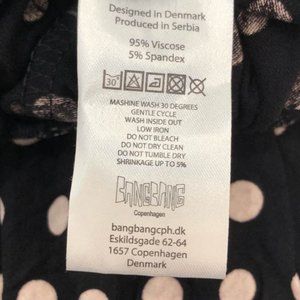 Designed in Denmark
Produced in Serbia
95% Viscose
5% Spandex
30°
MASHINE WASH 30 DEGREES
GENTLE CYCLE
WASH INSIDE OUT
LOW IRON
DO NOT BLEACH
DO NOT DRY CLEAN
DO NOT TUMBLE DRY
SHRINKAGE UP TO 5%
BANGBANG
Copenhagen
bangbangcph.dk
Eskildsgade 62-64
1657 Copenhagen
Denmark